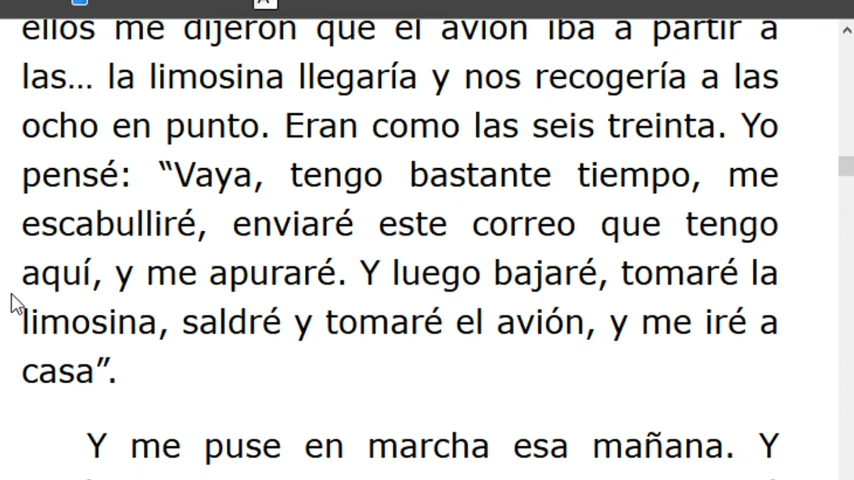 ellos me dijeron que el avión iba a partir a
las… la limosina llegaría y nos recogería a las
ocho en punto. Eran como las seis treinta. Yo
pensé: “Vaya, tengo bastante tiempo, me
escabulliré, enviaré este correo que tengo
aquí, y me apuraré. Y luego bajaré, tomaré la
limosina, saldré y tomaré el avión, y me iré a
casa”.
Y me puse en marcha esa mañana. Y